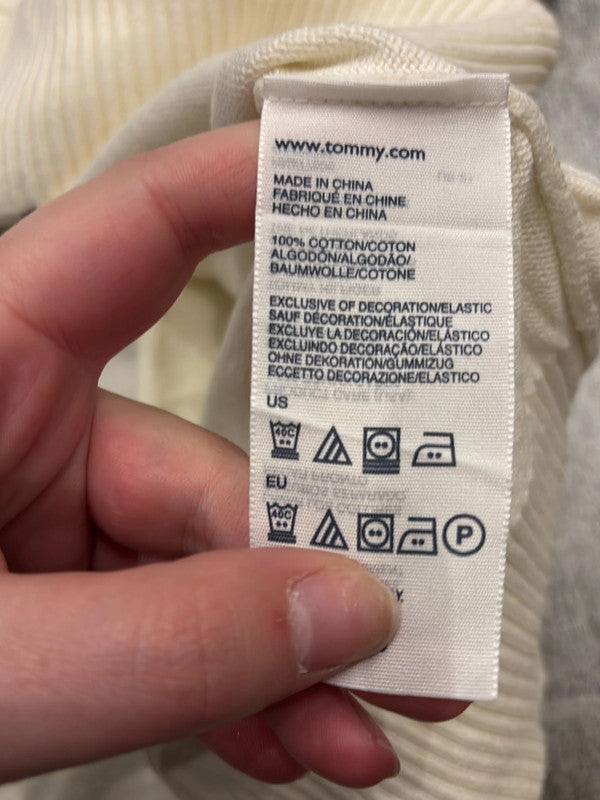 www.tommy.com
MADE IN CHINA
FABRIQUÉ EN CHINE
HECHO EN CHINA
100% COTTON/COTON
ALGODÓN/ALGODÃO/
BAUMWOLLE/COTONE
EXCLUSIVE OF DECORATION/ELASTIC
SAUF DÉCORATION/ÉLASTIQUE
EXCLUYE LA DECORACIÓN/ELÁSTICO
EXCLUINDO DECORAÇÃO/ELÁSTICO
OHNE DEKORATION/GUMMIZUG
ECCETTO DECORAZIONE/ELASTICO
US
40C
EU
40C P